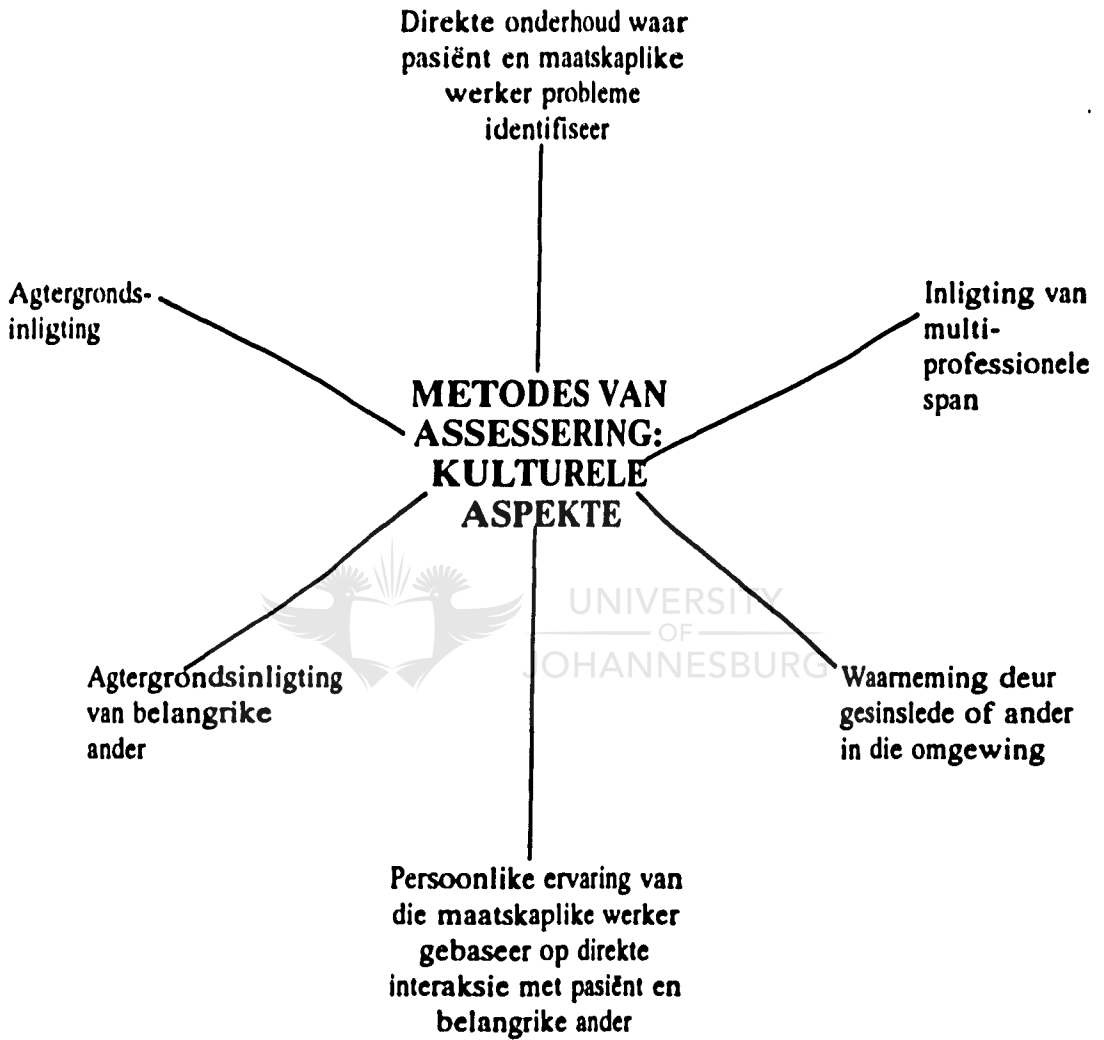 Direkte onderhoud waar
pasiënt en maatskaplike
werker probleme
identifiseer
Agtergronds-
inligting
Inligting van
multi-
professionele
span
METODES VAN
ASSESSERING:
KULTURELE
ASPEKTE
UNIVERSITY
OF
JOHANNESBURG
Agtergrondsinligting
van belangrike
ander
Waarneming deur
gesinslede of ander
in die omgewing
Persoonlike ervaring van
die maatskaplike werker
gebaseer op direkte
interaksie met pasiënt en
belangrike ander